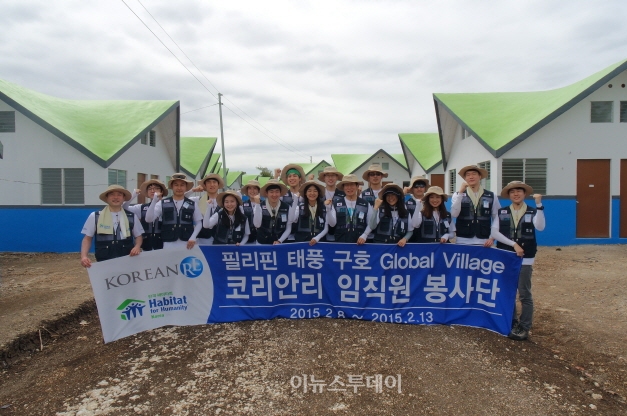 필리핀 태풍 구호 Global Village
KOREAN RE
코리안리 임직원 봉사단
Habitat
for Humanity
Korea
2015 2.8 ~ 2015.2.13
이뉴스투데이